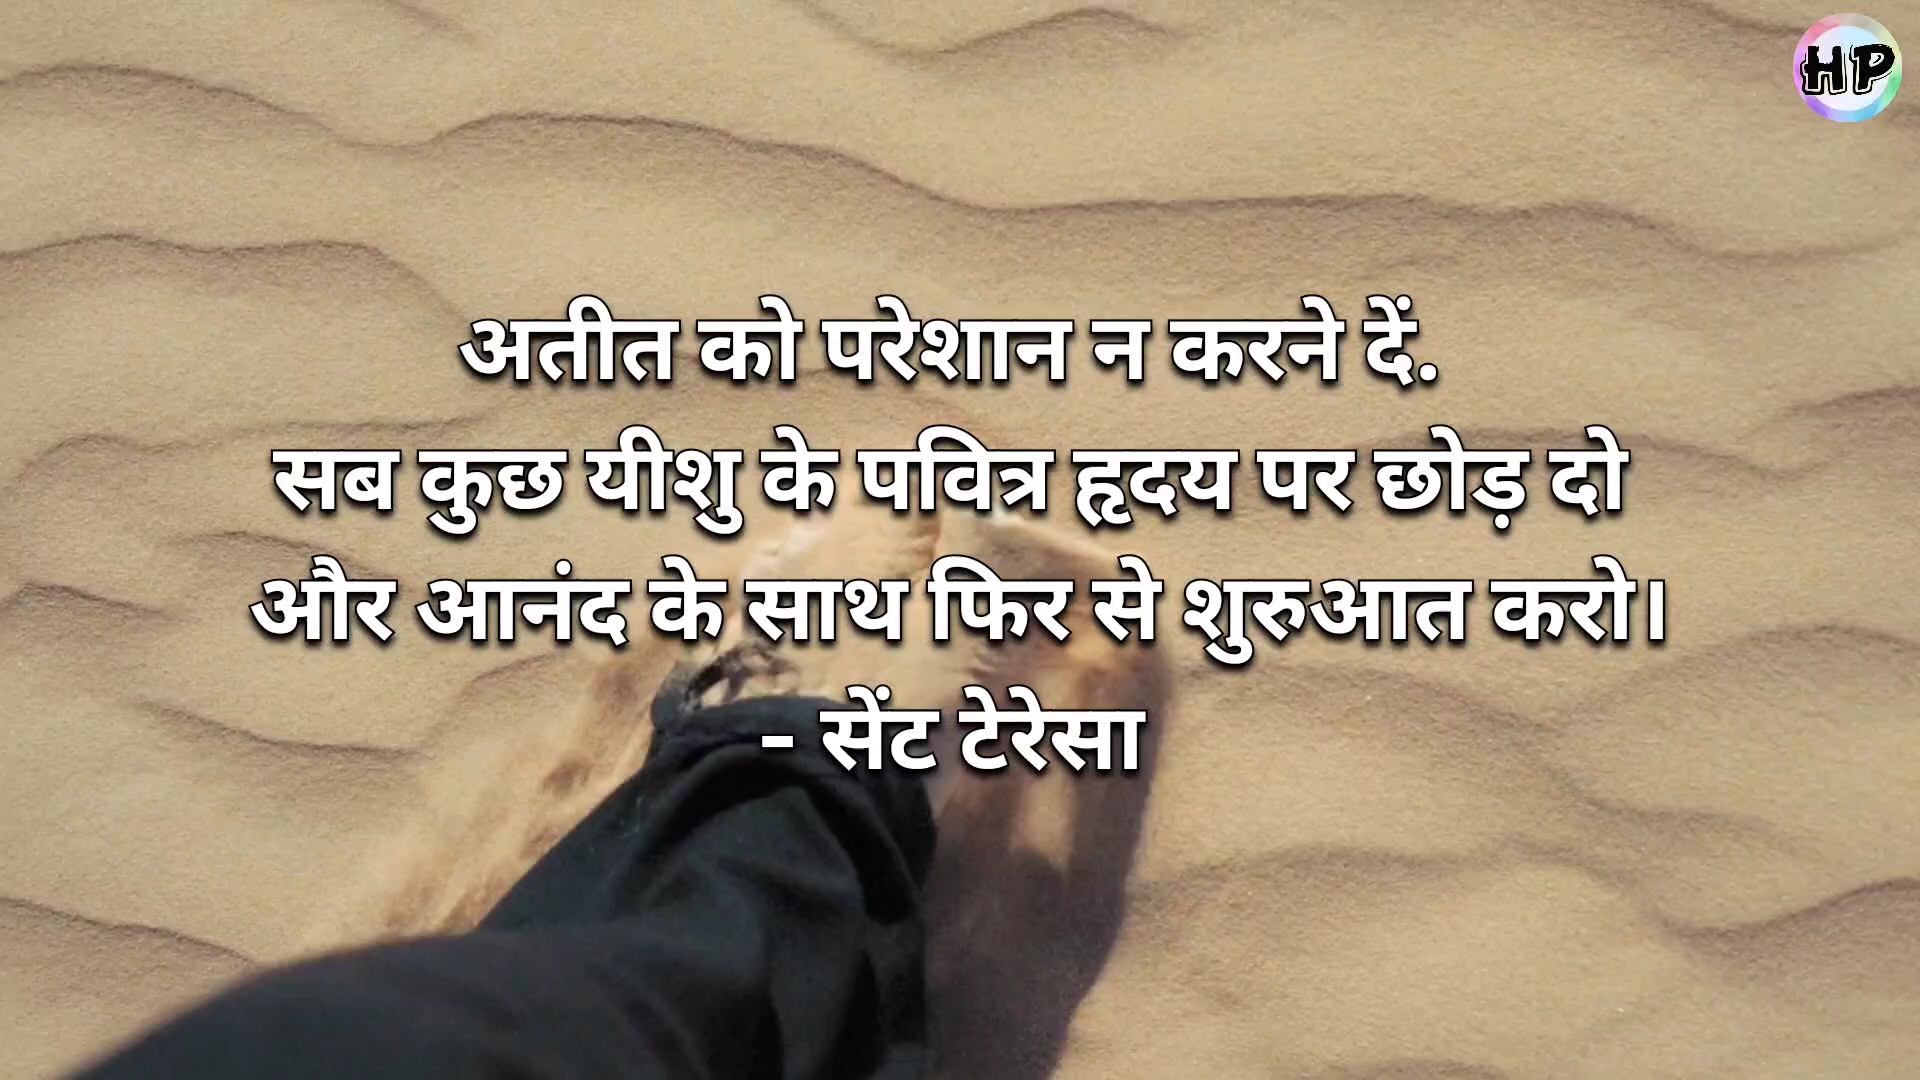 HP
अतीत को परेशान न करने दें.
सब कुछ यीशु के पवित्र हृदय पर छोड़ दो
और आनंद के साथ फिर से शुरुआत करो।
- सेंट टेरेसा